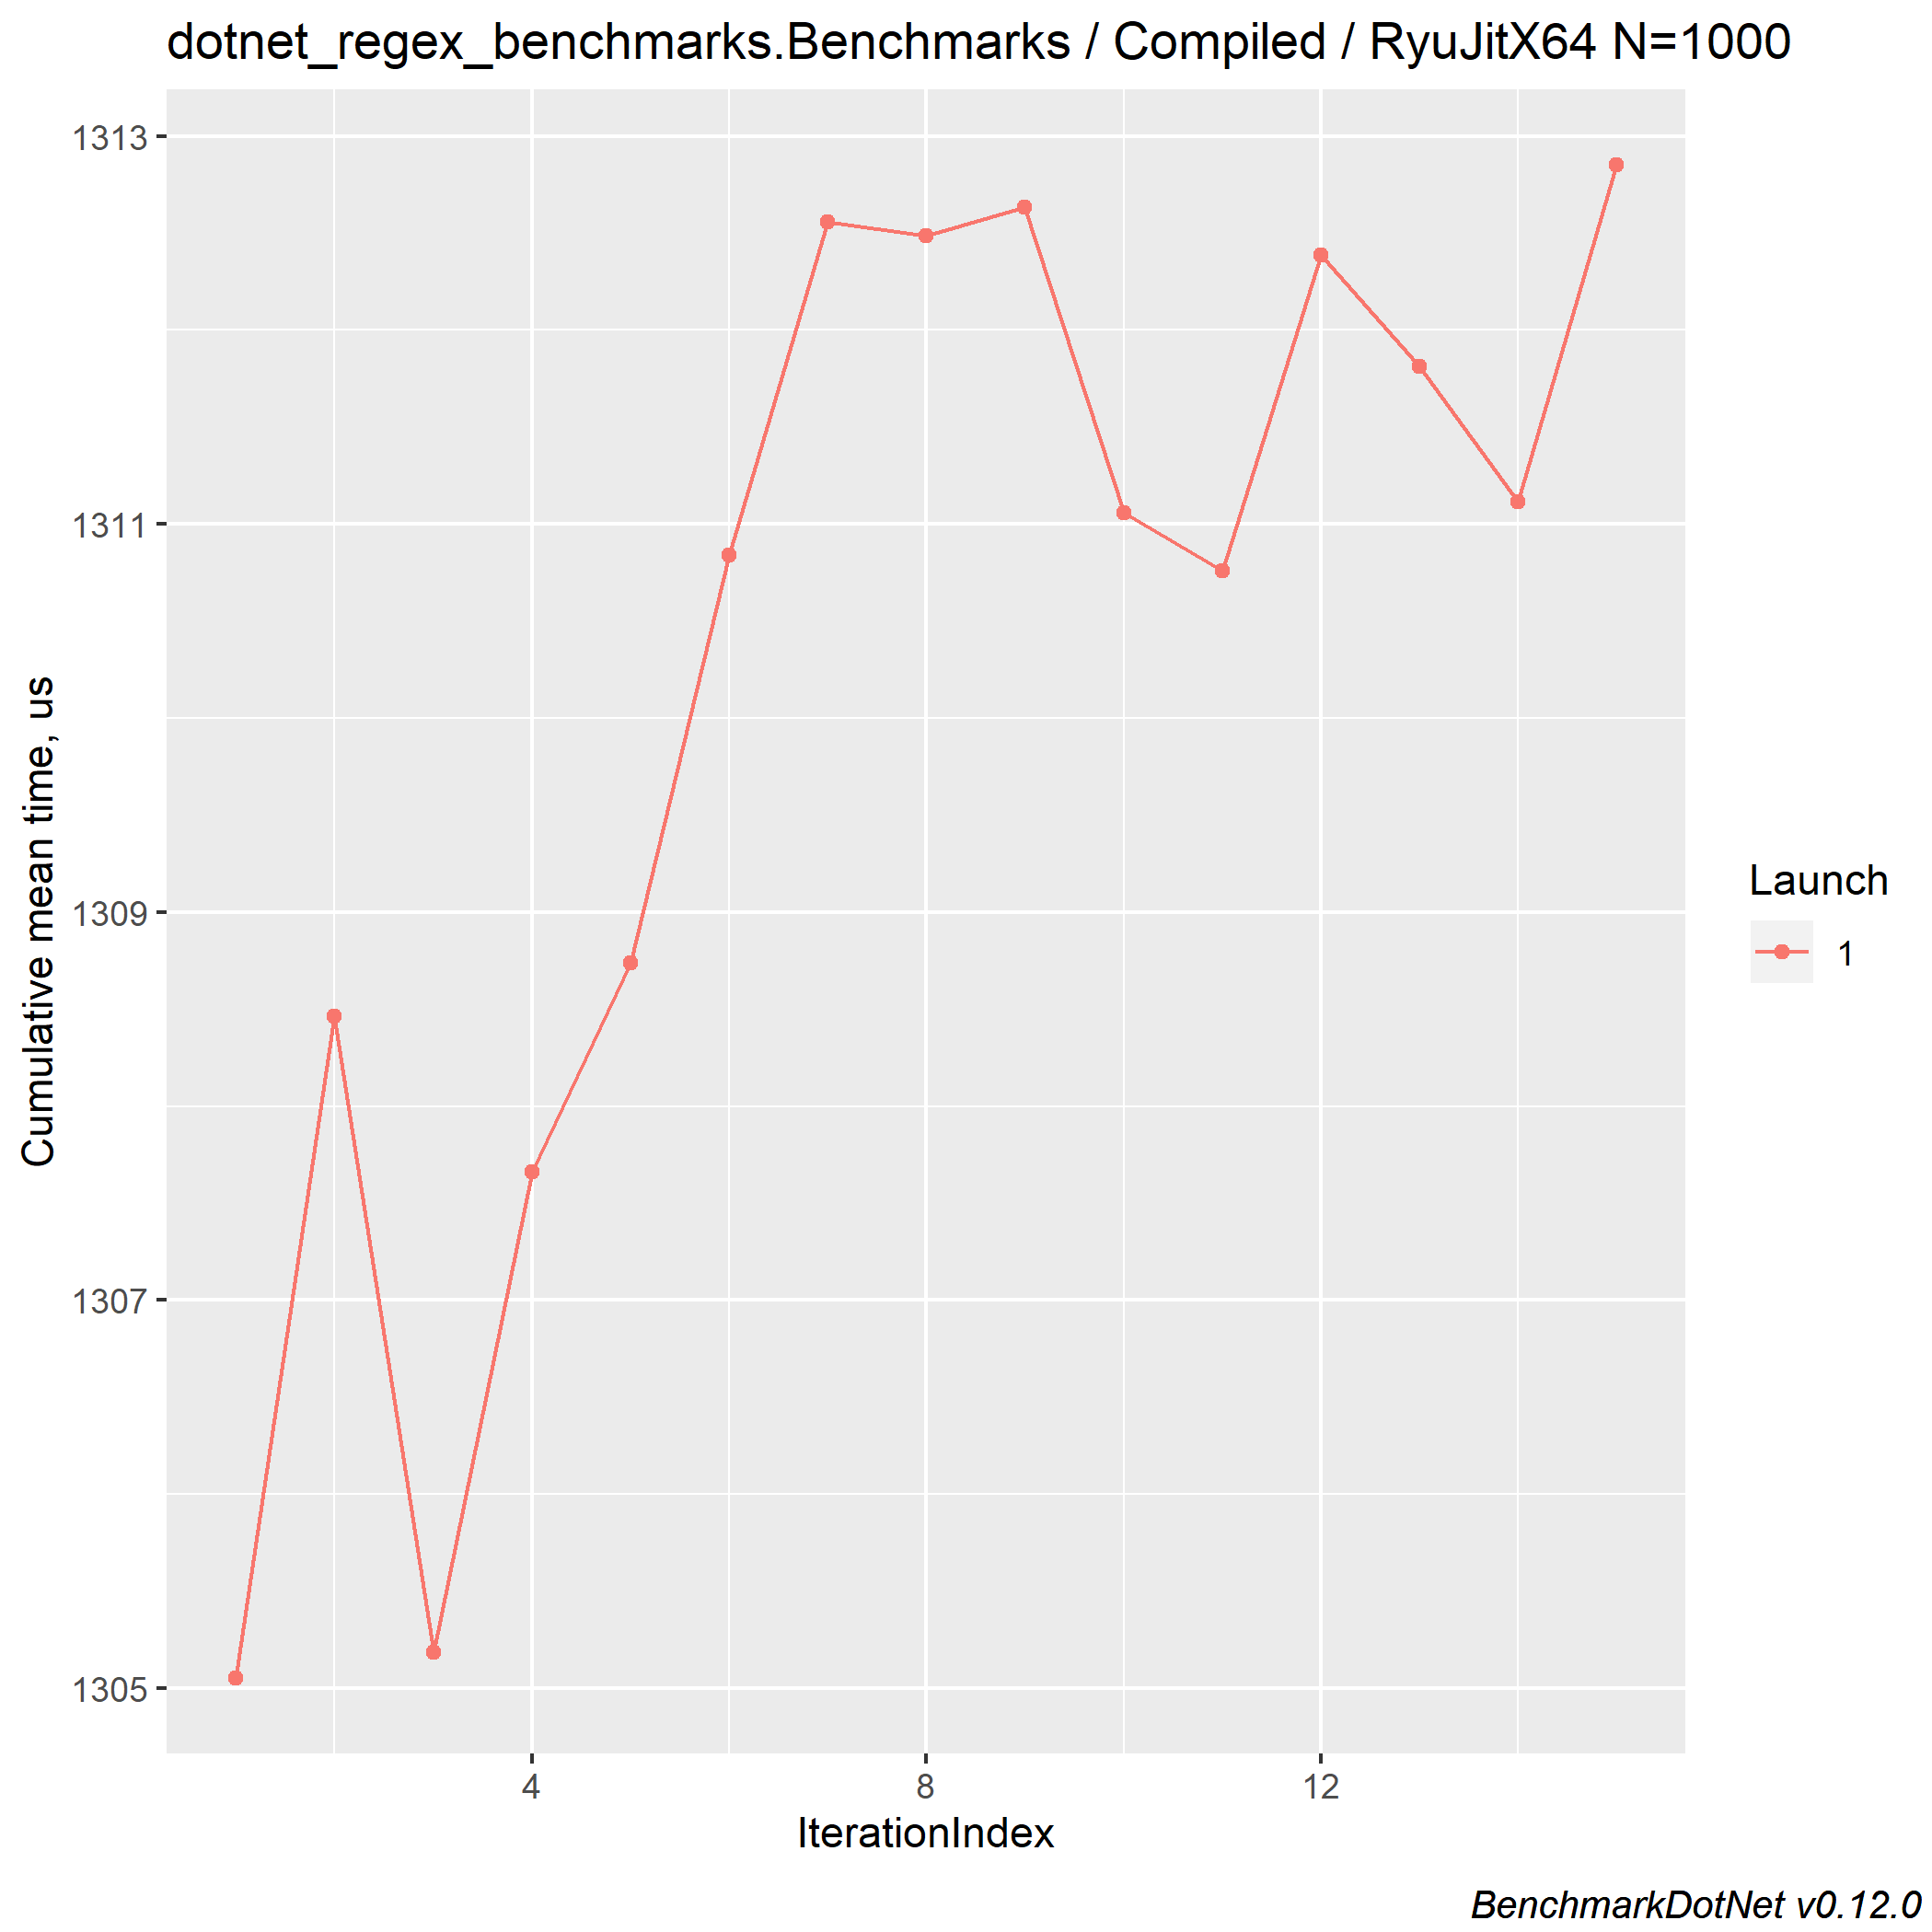 dotnet_regex_benchmarks.Benchmarks / Compiled / RyuJitX64 N=1000
Cumulative mean time, us
1313
1311
1309
1307
1305
4
8
12
IterationIndex
Launch
1
BenchmarkDotNet v0.12.0